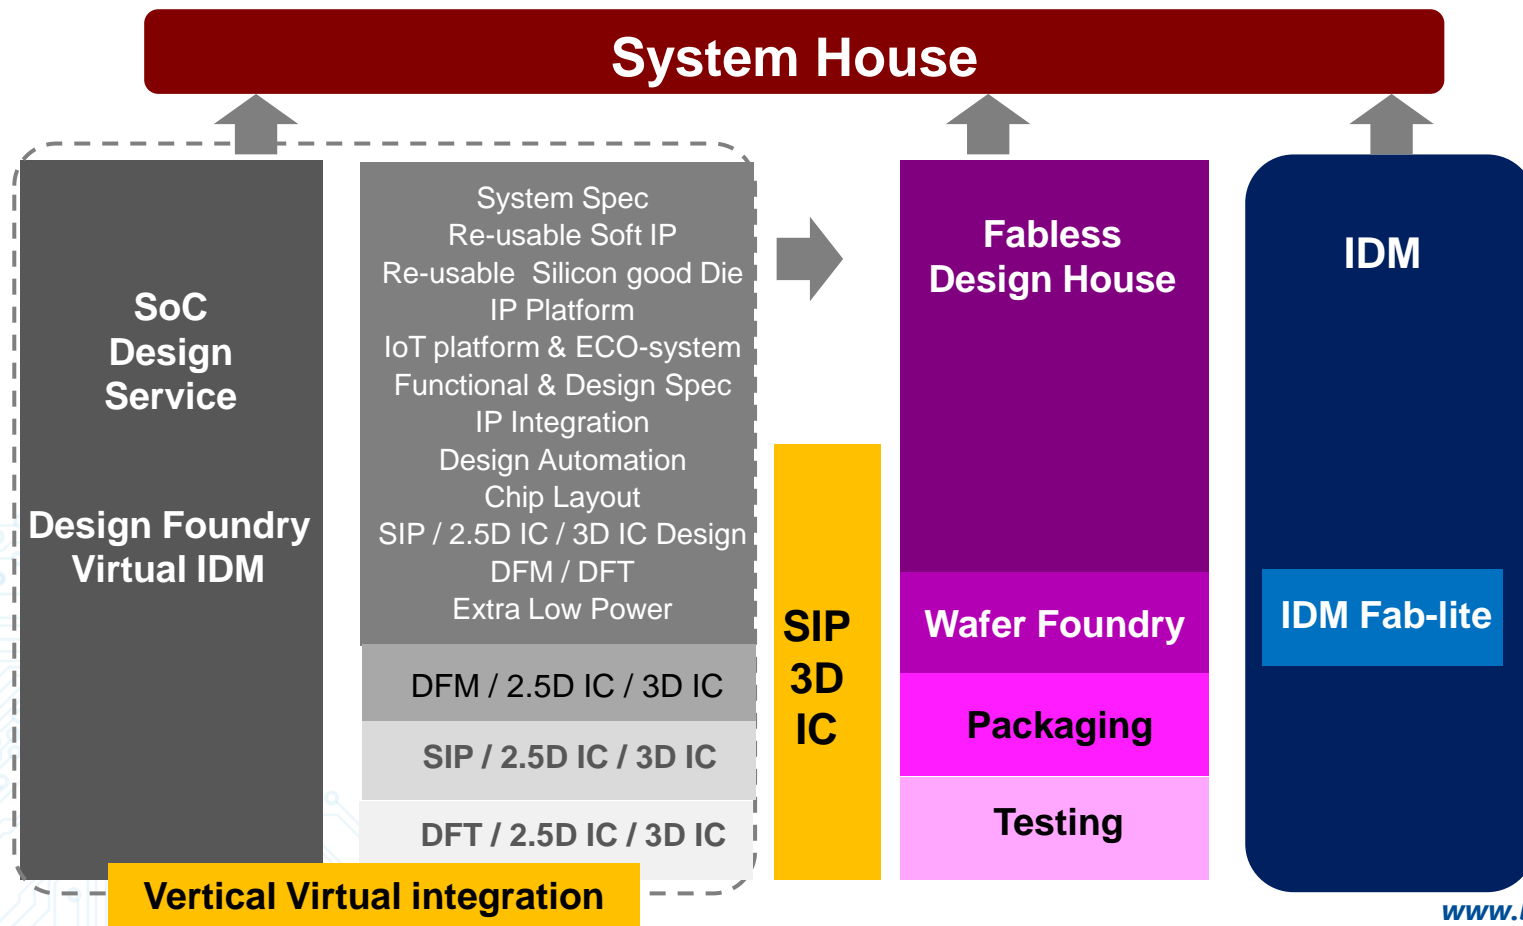 System House
SoC
Design
Service
Design Foundry
Virtual IDM
System Spec
Re-usable Soft IP
Re-usable Silicon good Die
IP Platform
IoT platform & ECO-system
Functional & Design Spec
IP Integration
Design Automation
Chip Layout
SIP / 2.5D IC / 3D IC Design
DFM / DFT
Extra Low Power
DFM / 2.5D IC / 3D IC
SIP / 2.5D IC / 3D IC
DFT / 2.5D IC / 3D IC
Vertical Virtual integration
SIP
3D
IC
Fabless
Design House
Wafer Foundry
Packaging
Testing
IDM
IDM Fab-lite